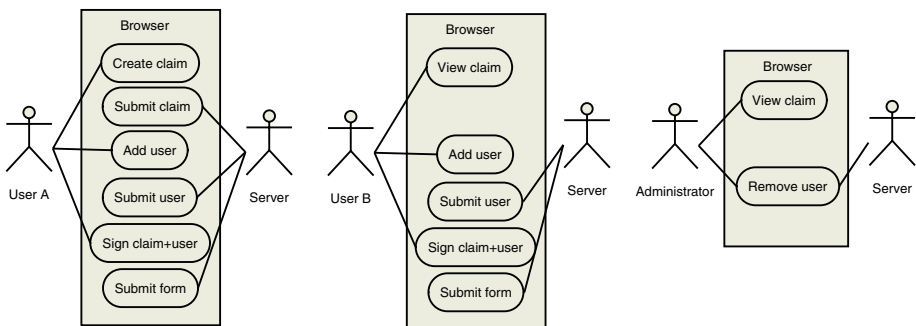 Browser
Create claim
Submit claim
Add user
Submit user
Sign claim+user
Submit form
User A
Server
Browser
View claim
Add user
Submit user
Sign claim+user
Submit form
User B
Server
Browser
View claim
Remove user
Administrator
Server